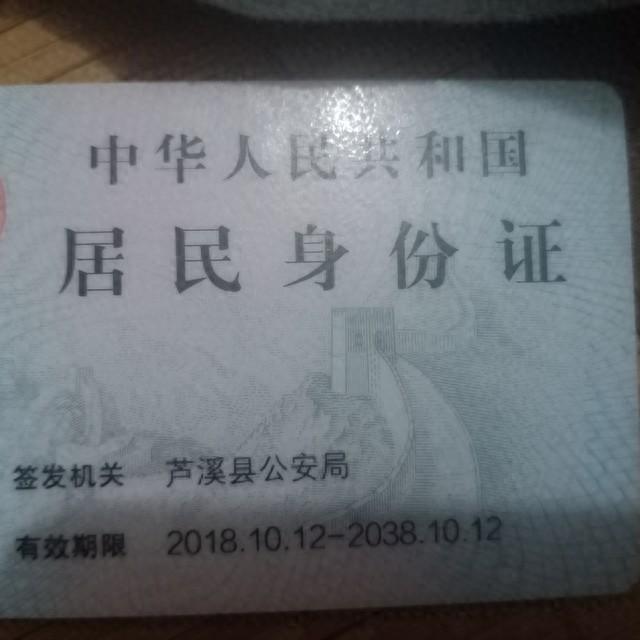 中华人民共和国
居民身份证
签发机关 芦溪县公安局
有效期限 2018.10.12-2038.10.12